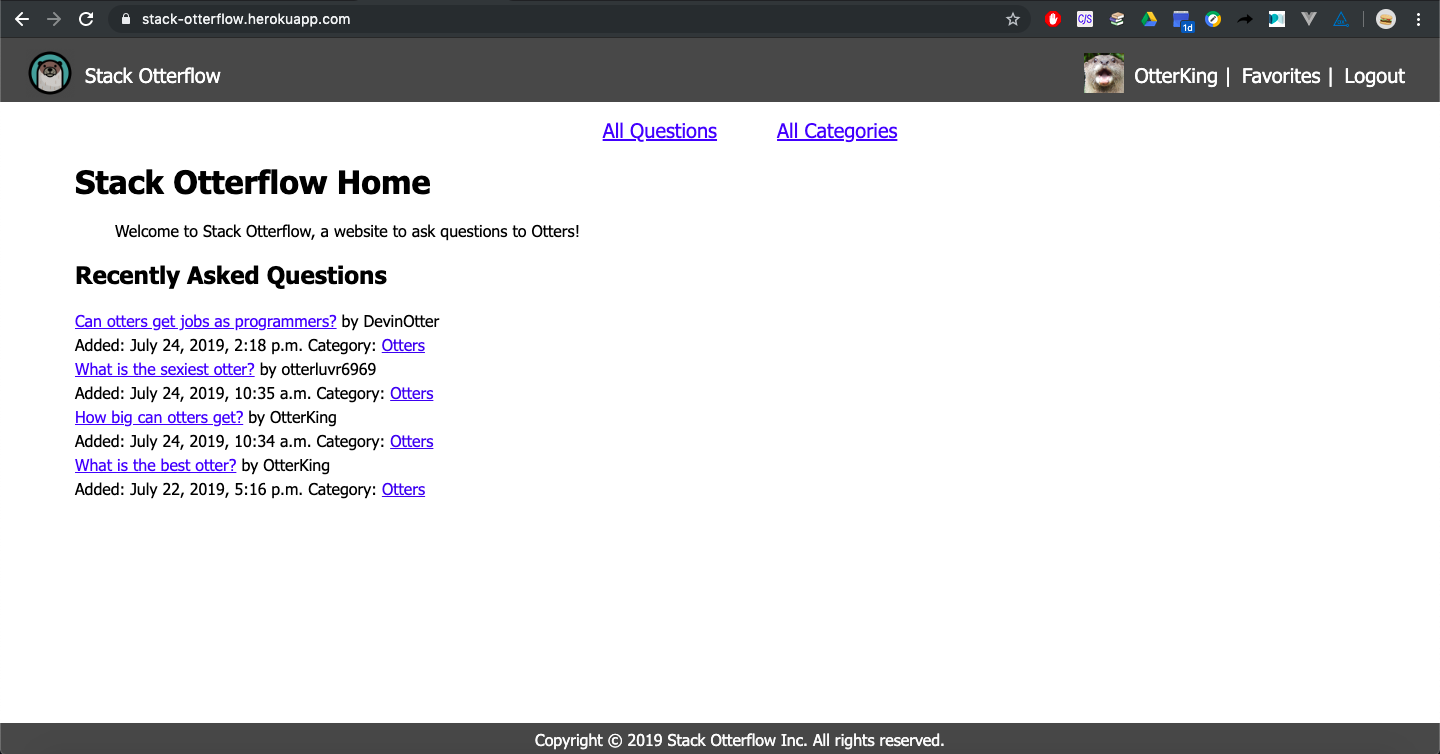 stack-otterflow.herokuapp.com
C/S
1d
Stack Otterflow
OtterKing | Favorites | Logout
All Questions All Categories
Stack Otterflow Home
Welcome to Stack Otterflow, a website to ask questions to Otters!
Recently Asked Questions
Can otters get jobs as programmers? by DevinOtter
Added: July 24, 2019, 2:18 p.m. Category: Otters
What is the sexiest otter? by otterluvr6969
Added: July 24, 2019, 10:35 a.m. Category: Otters
How big can otters get? by OtterKing
Added: July 24, 2019, 10:34 a.m. Category: Otters
What is the best otter? by OtterKing
Added: July 22, 2019, 5:16 p.m. Category: Otters
Copyright © 2019 Stack Otterflow Inc. All rights reserved.